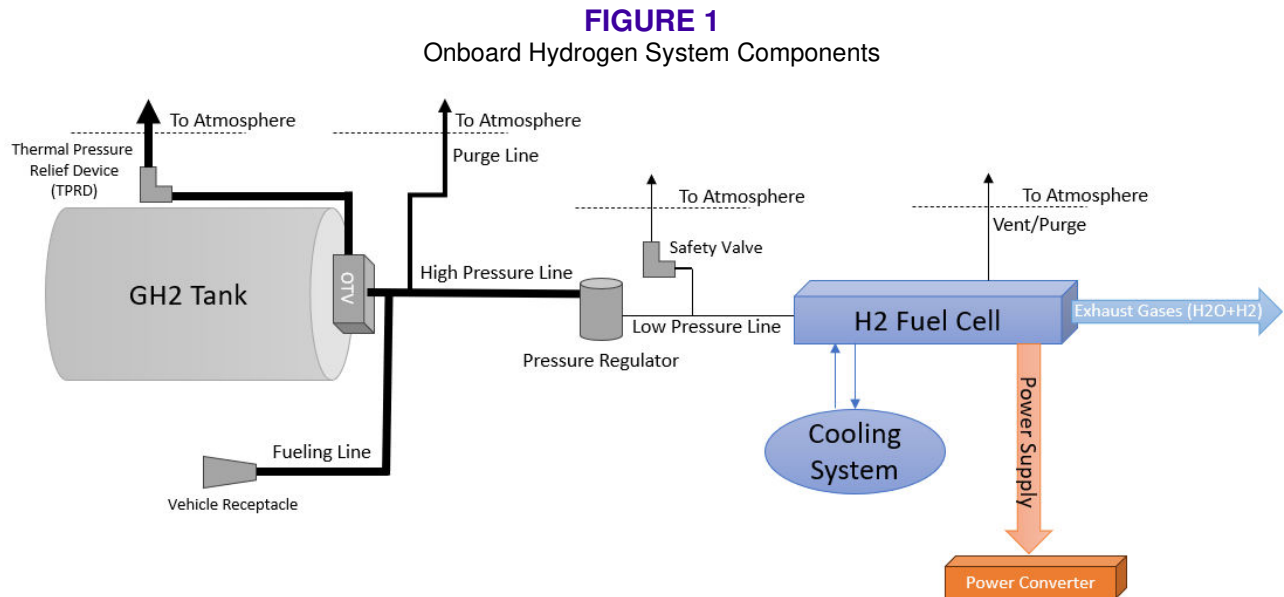 FIGURE 1
Onboard Hydrogen System Components
To Atmosphere
Thermal Pressure
Relief Device
(TPRD)
To Atmosphere
Purge Line
To Atmosphere
Safety Valve
To Atmosphere
Vent/Purge
GH2 Tank
OTV
High Pressure Line
Pressure Regulator
Low Pressure Line
H2 Fuel Cell
Exhaust Gases (H2O+H2)
Fueling Line
Vehicle Receptacle
Cooling
System
Power Supply
Power Converter